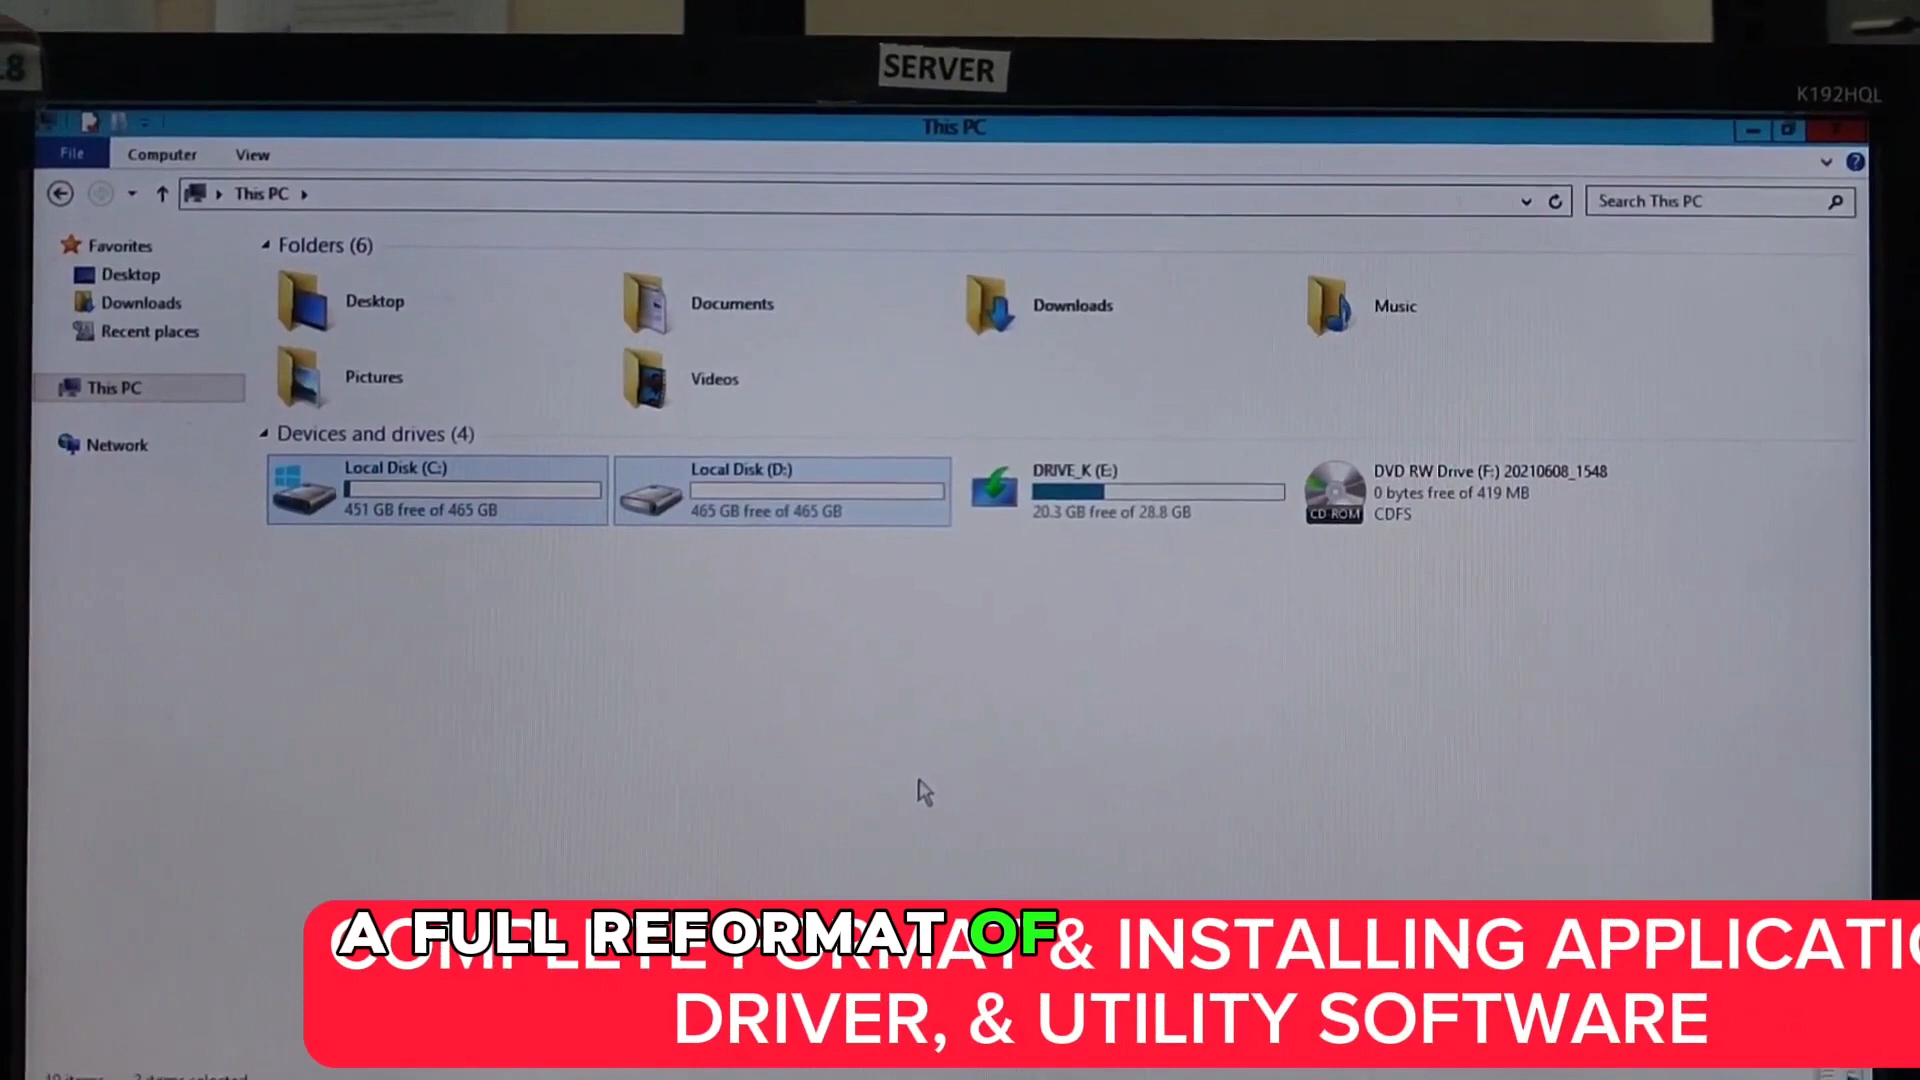 .8
SERVER
K192HQL
This PC
File
Computer
View
This PC
Search This PC
Favorites
Desktop
Downloads
Recent places
This PC
Network
Folders (6)
Desktop
Documents
Downloads
Music
Pictures
Videos
Devices and drives (4)
Local Disk (C:)
451 GB free of 465 GB
Local Disk (D:)
465 GB free of 465 GB
DRIVE_K (E:)
20.3 GB free of 28.8 GB
DVD RW Drive (F:) 20210608_1548
0 bytes free of 419 MB
CDFS
CD-ROM
A FULL REFORMAT OF
COMPLETE FORMAT & INSTALLING APPLICATIO
DRIVER, & UTILITY SOFTWARE